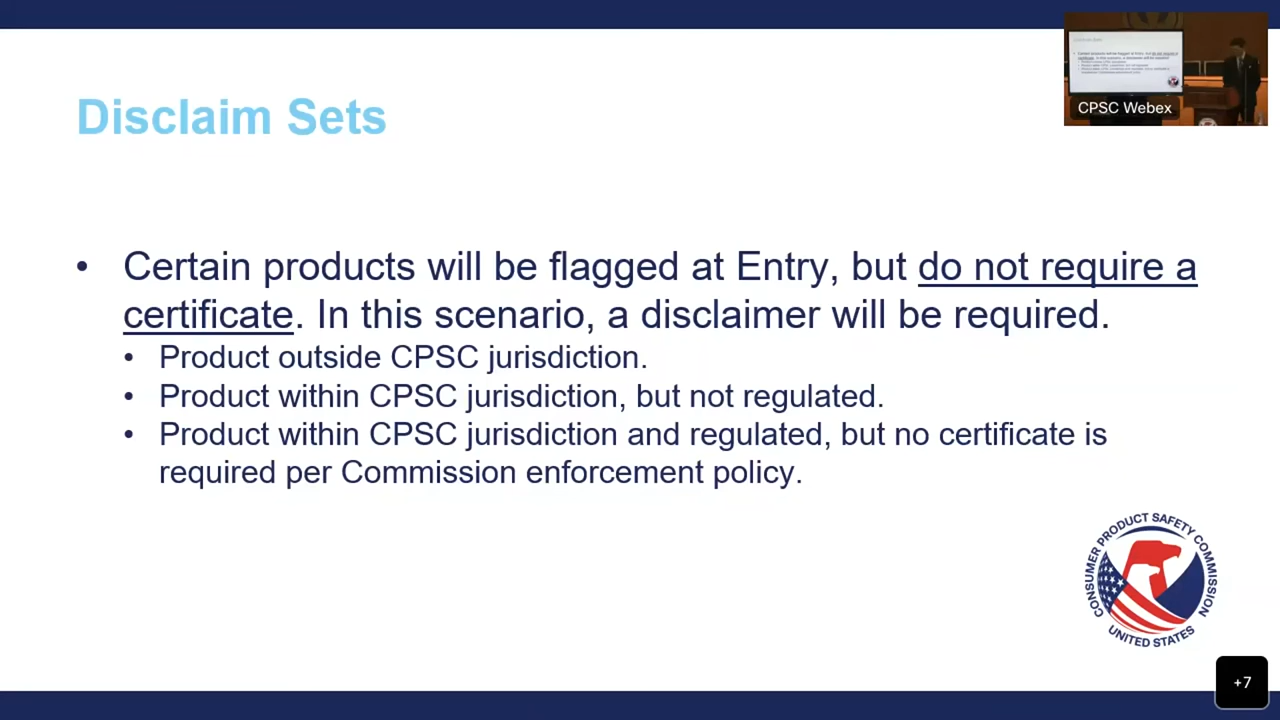 Disclaim Sets
CPSC Webex
• Certain products will be flagged at Entry, but do not require a
certificate. In this scenario, a disclaimer will be required.
• Product outside CPSC jurisdiction.
• Product within CPSC jurisdiction, but not regulated.
• Product within CPSC jurisdiction and regulated, but no certificate is
required per Commission enforcement policy.
CONSUMER PRODUCT SAFETY COMMISSION
UNITED STATES
+7